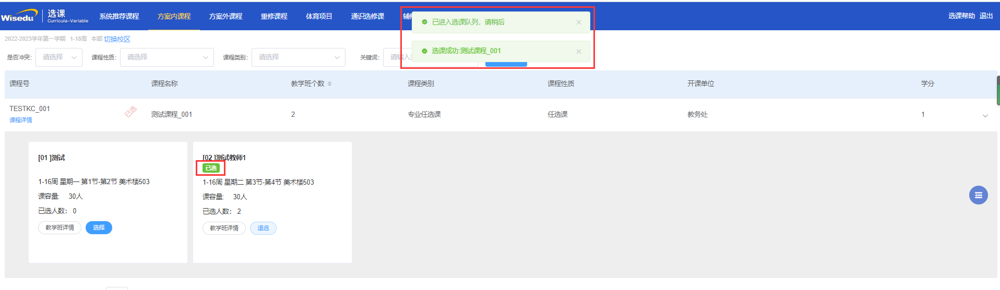 Wisedu 选课 Curricula-Variable
系统推荐课程 方案内课程 方案外课程 重修课程 体育项目 通识选修课 辅
选课帮助 退出
已进入选课队列，请稍后
选课成功:测试课程_001
2022-2023学年第一学期 1-18周 本部 切换校区
是否冲突: 请选择 课程性质: 请选择 课程类别: 请选择 关键词: 请输入
课程号 课程名称 教学班个数 课程类别 课程性质 开课单位 学分
TESTKC_001
课程详情
已选
测试课程_001 2 专业任选课 任选课 教务处 1
[01 ]测试
1-16周 星期一 第1节-第2节 美术楼503
课容量: 30人
已选人数: 0
教学班详情 选择
[02 ]测试教师1
已选
1-16周 星期二 第3节-第4节 美术楼503
课容量: 30人
已选人数: 2
教学班详情 退选